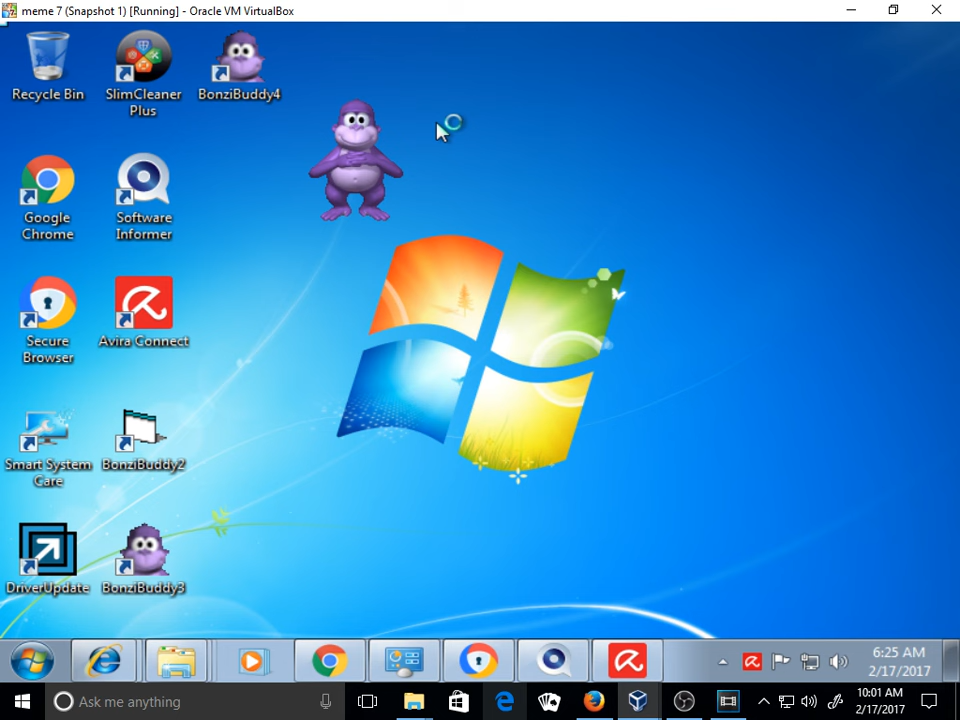 meme 7 (Snapshot 1) [Running] - Oracle VM VirtualBox
Recycle Bin
SlimCleaner
Plus
BonziBuddy4
Google
Chrome
Software
Informer
Secure
Browser
Avira Connect
Smart System
Care
BonziBuddy2
DriverUpdate
BonziBuddy3
6:25 AM
2/17/2017
Ask me anything
10:01 AM
2/17/2017